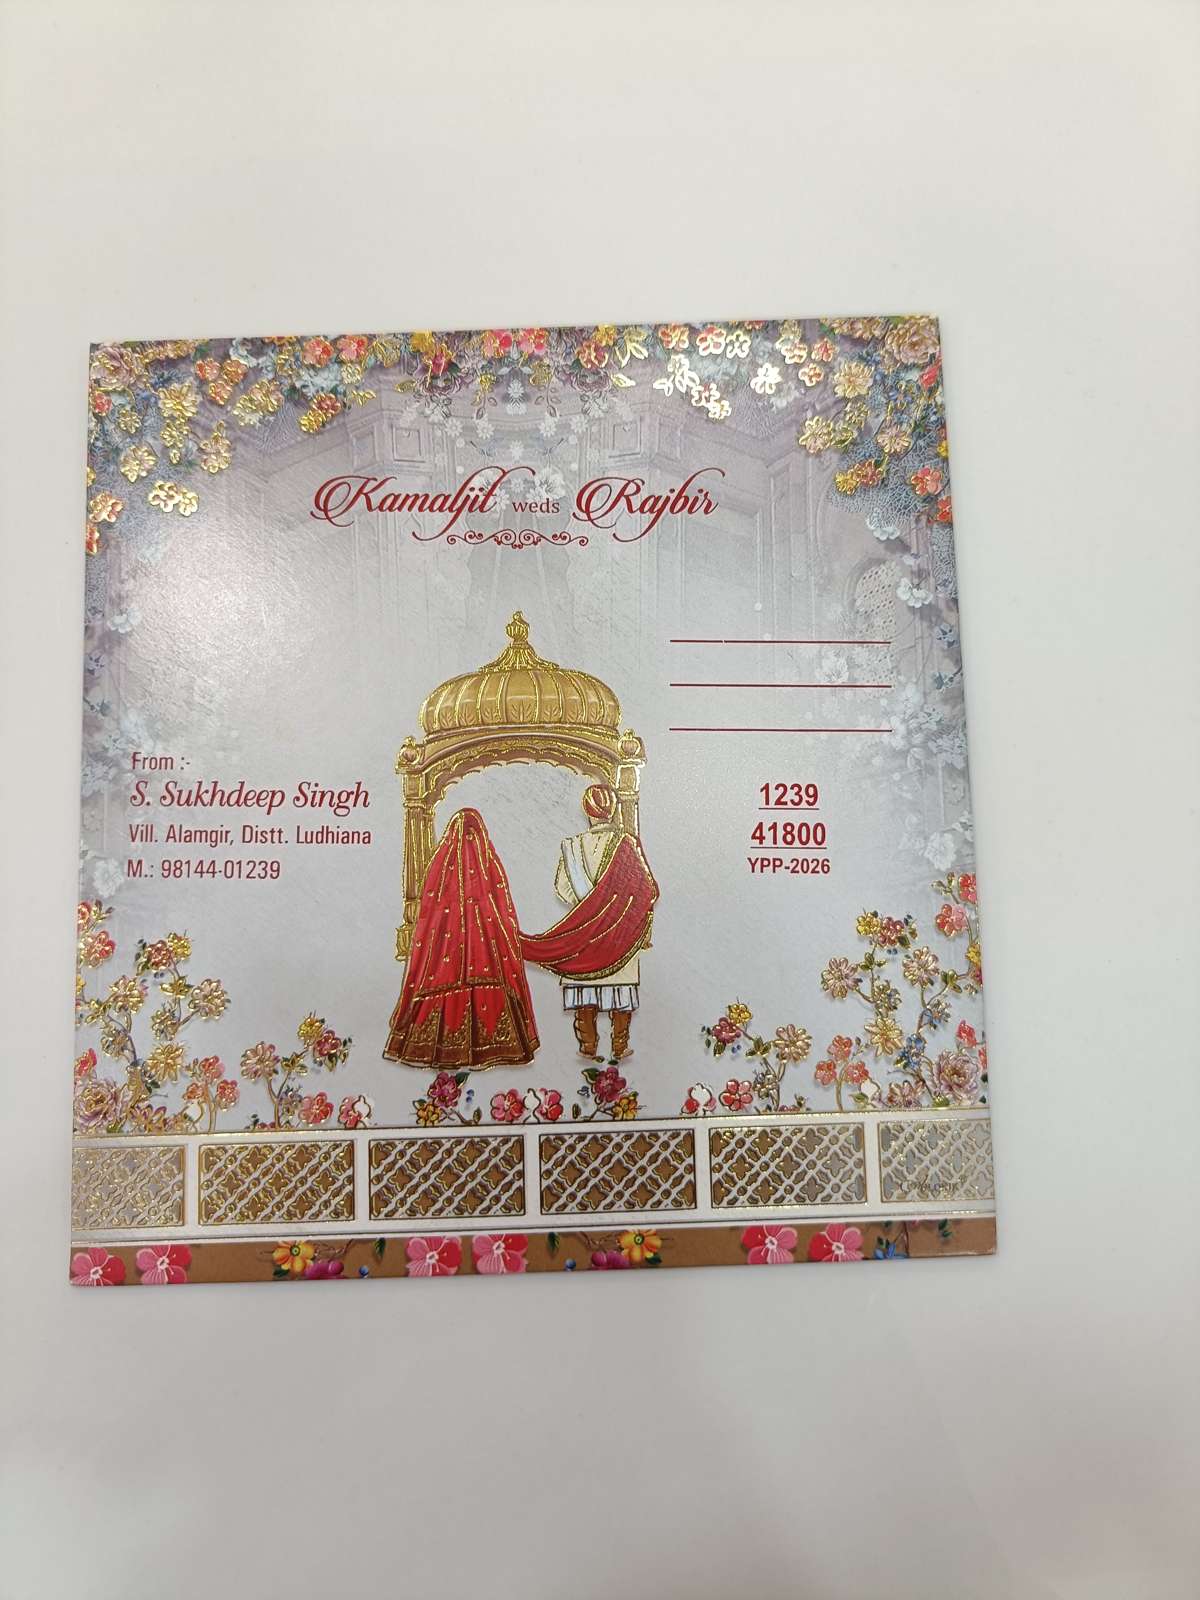 Kamaljit weds Rajbir
From :-
S. Sukhdeep Singh
Vill. Alamgir, Distt. Ludhiana
M.: 98144-01239
1239
41800
YPP-2026